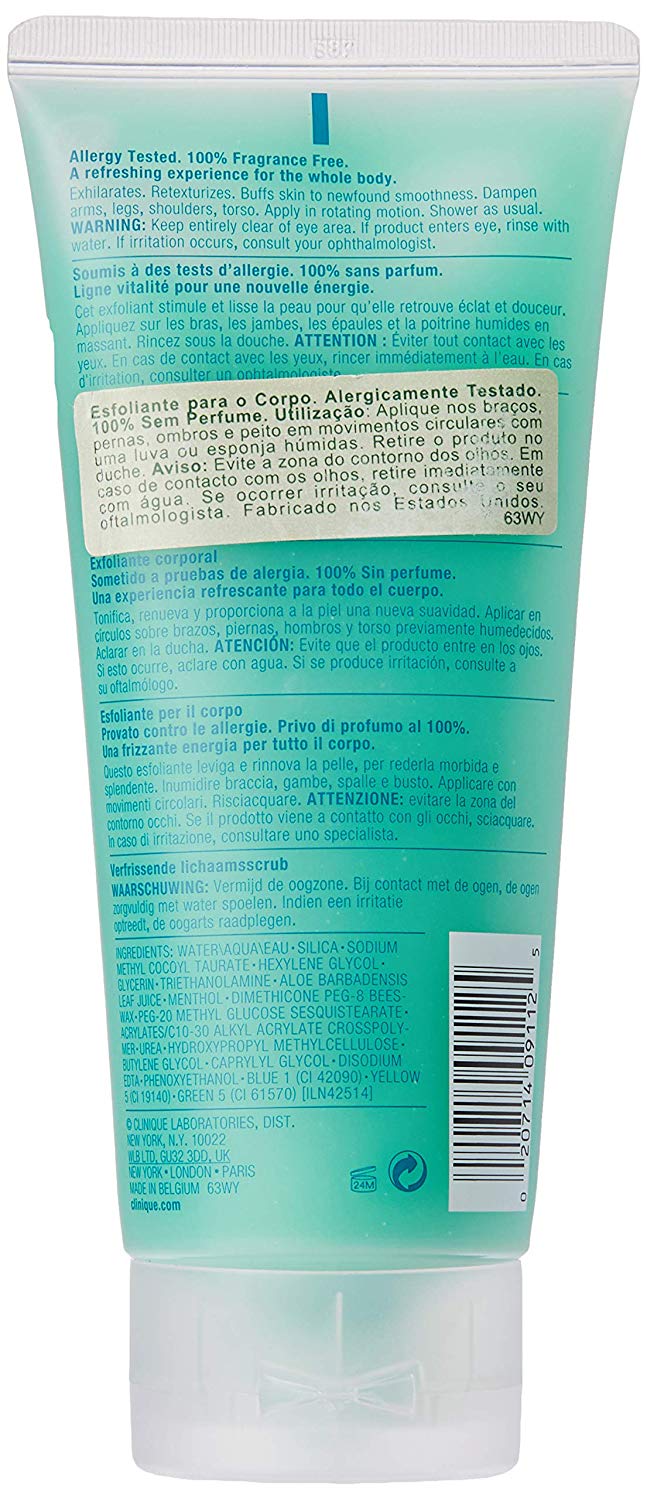 Allergy Tested. 100% Fragrance Free.
A refreshing experience for the whole body.
Exhilarates. Retexturizes. Buffs skin to newfound smoothness. Dampen
arms, legs, shoulders, torso. Apply in rotating motion. Shower as usual.
WARNING: Keep entirely clear of eye area. If product enters eye, rinse with
water. If irritation occurs, consult your ophthalmologist.
Soumis à des tests d'allergie. 100% sans parfum.
Ligne vitalité pour une nouvelle énergie.
Cet exfoliant stimule et lisse la peau pour qu'elle retrouve éclat et douceur.
Appliquez sur les bras, les jambes, les épaules et la poitrine humides en
massant. Rincez sous la douche. ATTENTION : Éviter tout contact avec les
yeux. En cas de contact avec les yeux, rincer immédiatement à l'eau. En cas
d'irritation, consulter un ophtalmologiste.
Esfoliante para o Corpo. Alergicamente Testado.
100% Sem Perfume. Utilização: Aplique nos braços,
pernas, ombros e peito em movimentos circulares com
uma luva ou esponja húmidas. Retire o produto no
duche. Aviso: Evite a zona do contorno dos olhos. Em
caso de contacto com os olhos, retire imediatamente
com água. Se ocorrer irritação, consulte o seu
oftalmologista. Fabricado nos Estados Unidos.
63WY
Exfoliante corporal
Sometido a pruebas de alergia. 100% Sin perfume.
Una experiencia refrescante para todo el cuerpo.
Tonifica, renueva y proporciona a la piel una nueva suavidad. Aplicar en
círculos sobre brazos, piernas, hombros y torso previamente humedecidos.
Aclarar en la ducha. ATENCIÓN: Evite que el producto entre en los ojos.
Si esto ocurre, aclare con agua. Si se produce irritación, consulte a
su oftalmólogo.
Esfoliante per il corpo
Provato contro le allergie. Privo di profumo al 100%.
Una frizzante energia per tutto il corpo.
Questo esfoliante leviga e rinnova la pelle, per rederla morbida e
splendente. Inumidire braccia, gambe, spalle e busto. Applicare con
movimenti circolari. Risciacquare. ATTENZIONE: evitare la zona del
contorno occhi. Se il prodotto viene a contatto con gli occhi, sciacquare.
In caso di irritazione, consultare uno specialista.
Verfrissende lichaamsscrub
WAARSCHUWING: Vermijd de oogzone. Bij contact met de ogen, de ogen
zorgvuldig met water spoelen. Indien een irritatie
optreedt, de oogarts raadplegen.
INGREDIENTS: WATER\AQUA\EAU•SILICA•SODIUM
METHYL COCOYL TAURATE•HEXYLENE GLYCOL•
GLYCERIN•TRIETHANOLAMINE•ALOE BARBADENSIS
LEAF JUICE•MENTHOL•DIMETHICONE PEG-8 BEES-
WAX•PEG-20 METHYL GLUCOSE SESQUISTEARATE•
ACRYLATES/C10-30 ALKYL ACRYLATE CROSSPOLY-
MER•UREA•HYDROXYPROPYL METHYLCELLULOSE•
BUTYLENE GLYCOL•CAPRYLYL GLYCOL•DISODIUM
EDTA•PHENOXYETHANOL•BLUE 1 (CI 42090)•YELLOW
5 (CI 19140)•GREEN 5 (CI 61570) [ILN42514]
© CLINIQUE LABORATORIES, DIST.
NEW YORK, N.Y. 10022
WLB LTD, GU32 3DD, UK
NEW YORK•LONDON•PARIS
MADE IN BELGIUM 63WY
clinique.com
24M
0 20714 09112 5